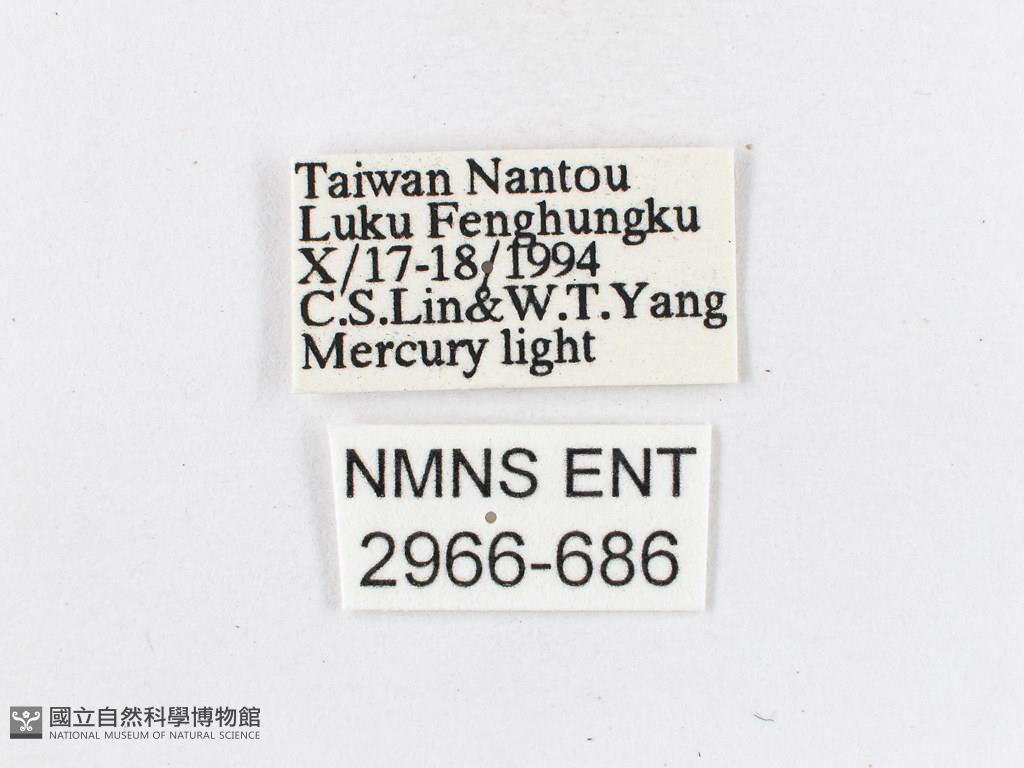 Taiwan Nantou
Luku Fenghungku
X/17-18/1994
C.S.Lin&W.T.Yang
Mercury light
NMNS ENT
2966-686
國立自然科學博物館
NATIONAL MUSEUM OF NATURAL SCIENCE